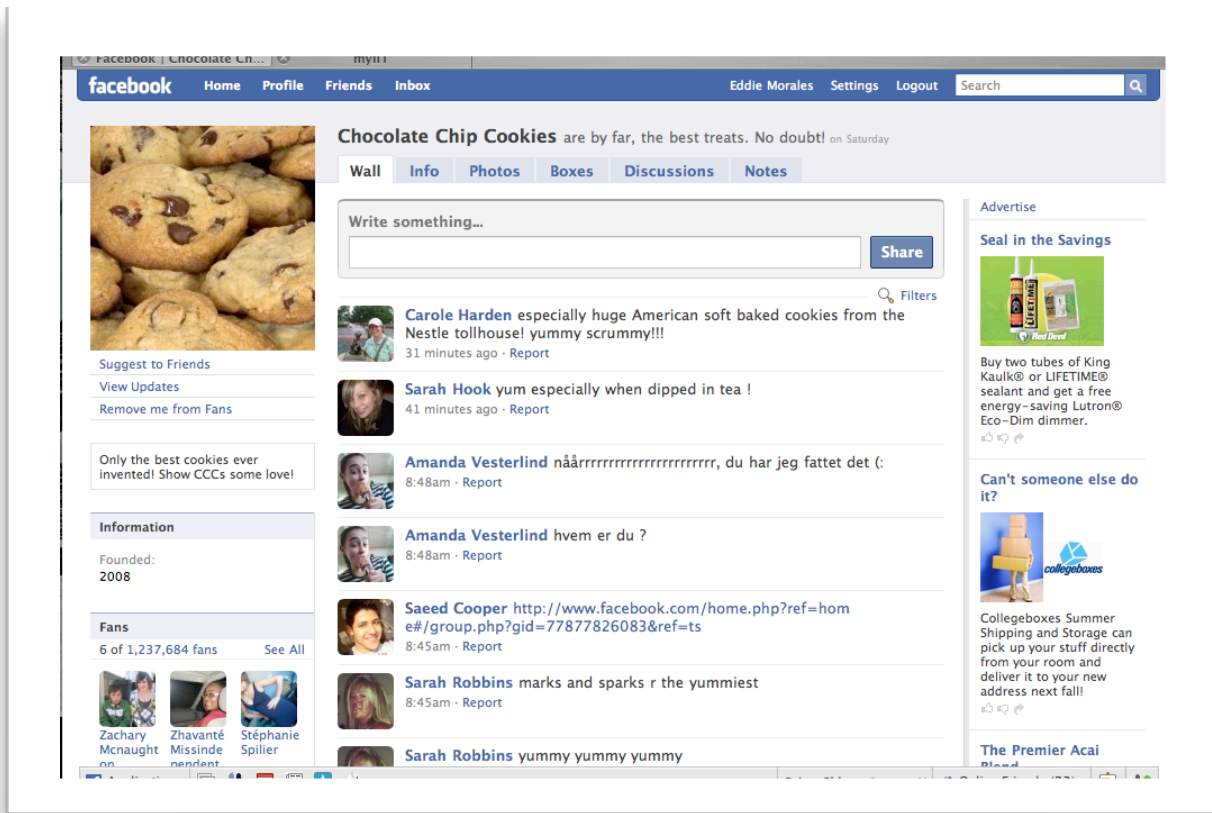 Facebook | Chocolate Ch...
facebook Home Profile Friends Inbox Eddie Morales Settings Logout Search
Chocolate Chip Cookies are by far, the best treats. No doubt! on Saturday
Wall Info Photos Boxes Discussions Notes
Write something...
Share
Filters
Carole Harden especially huge American soft baked cookies from the
Nestle tollhouse! yummy scrummy!!!
31 minutes ago · Report
Sarah Hook yum especially when dipped in tea !
41 minutes ago · Report
Amanda Vesterlind nåårrrrrrrrrrrrrrrrrrrrrrr, du har jeg fattet det (:
8:48am · Report
Amanda Vesterlind hvem er du ?
8:48am · Report
Saeed Cooper http://www.facebook.com/home.php?ref=hom
e#/group.php?gid=77877826083&ref=ts
8:45am · Report
Sarah Robbins marks and sparks r the yummiest
8:45am · Report
Sarah Robbins yummy yummy yummy
Suggest to Friends
View Updates
Remove me from Fans
Only the best cookies ever
invented! Show CCCs some love!
Information
Founded:
2008
Fans
6 of 1,237,684 fans See All
Zachary
Mcnaught
on
Zhavanté
Missinde
pendent
Stéphanie
Spilier
Advertise
Seal in the Savings
LIFETIME
Red Devil
Buy two tubes of King
Kaulk® or LIFETIME®
sealant and get a free
energy-saving Lutron®
Eco-Dim dimmer.
Can't someone else do
it?
collegeboxes
Collegeboxes Summer
Shipping and Storage can
pick up your stuff directly
from your room and
deliver it to your new
address next fall!
The Premier Acai
Blend